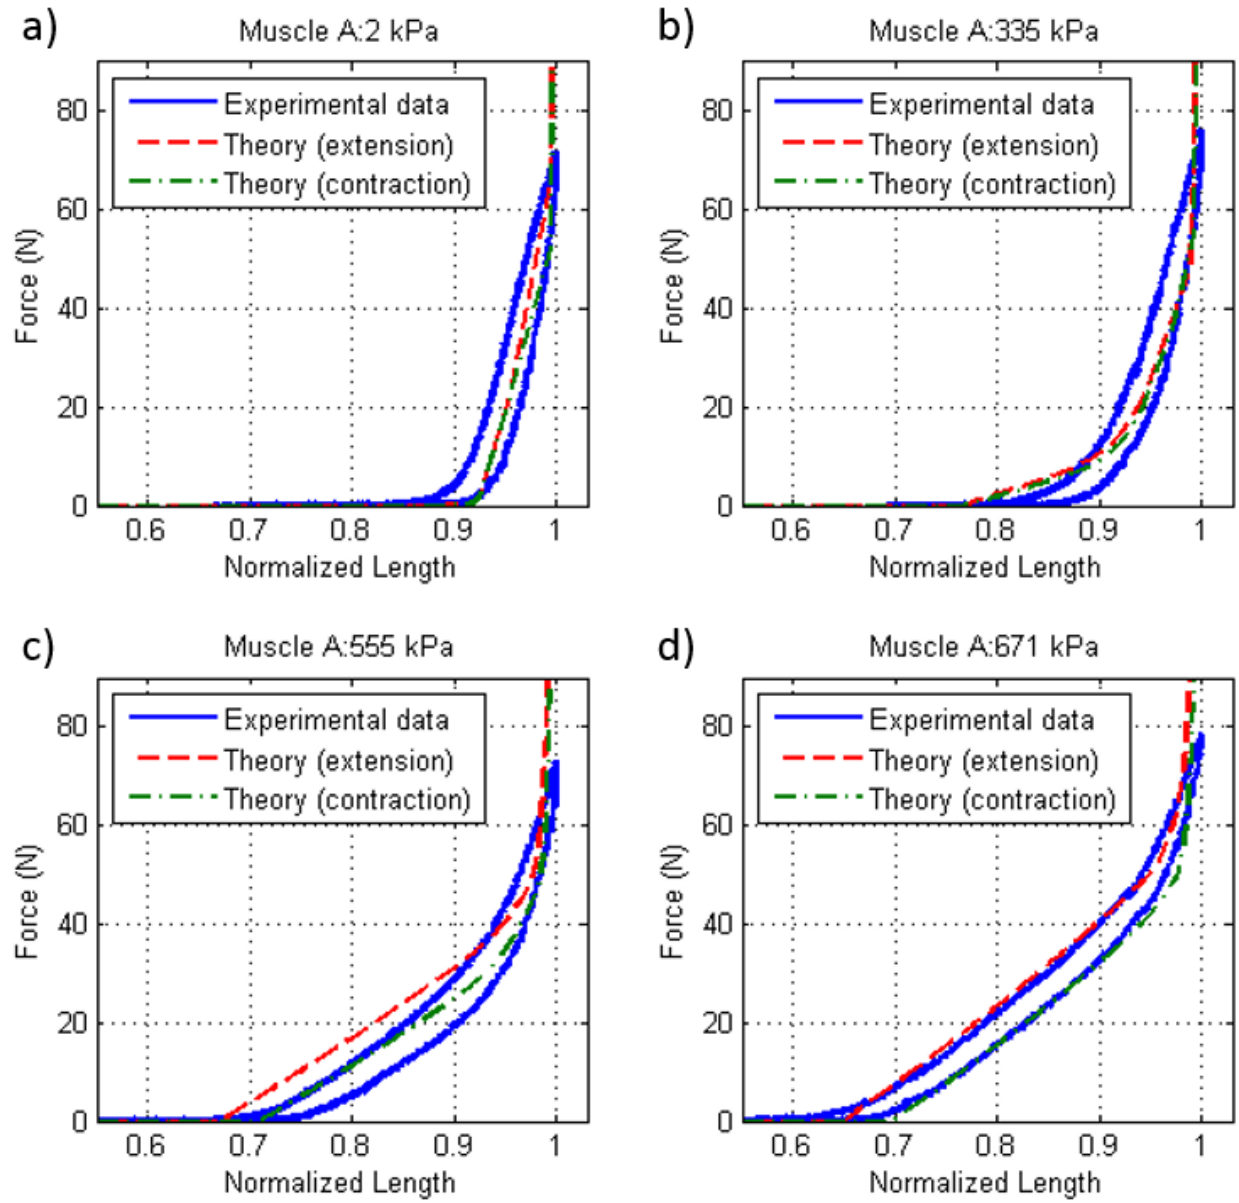 a)
Muscle A:2 kPa
Experimental data
Theory (extension)
Theory (contraction)
Force (N)
80
60
40
20
0
0.6 0.7 0.8 0.9 1
Normalized Length
b)
Muscle A:335 kPa
Experimental data
Theory (extension)
Theory (contraction)
Force (N)
80
60
40
20
0
0.6 0.7 0.8 0.9 1
Normalized Length
c)
Muscle A:555 kPa
Experimental data
Theory (extension)
Theory (contraction)
Force (N)
80
60
40
20
0
0.6 0.7 0.8 0.9 1
Normalized Length
d)
Muscle A:671 kPa
Experimental data
Theory (extension)
Theory (contraction)
Force (N)
80
60
40
20
0
0.6 0.7 0.8 0.9 1
Normalized Length